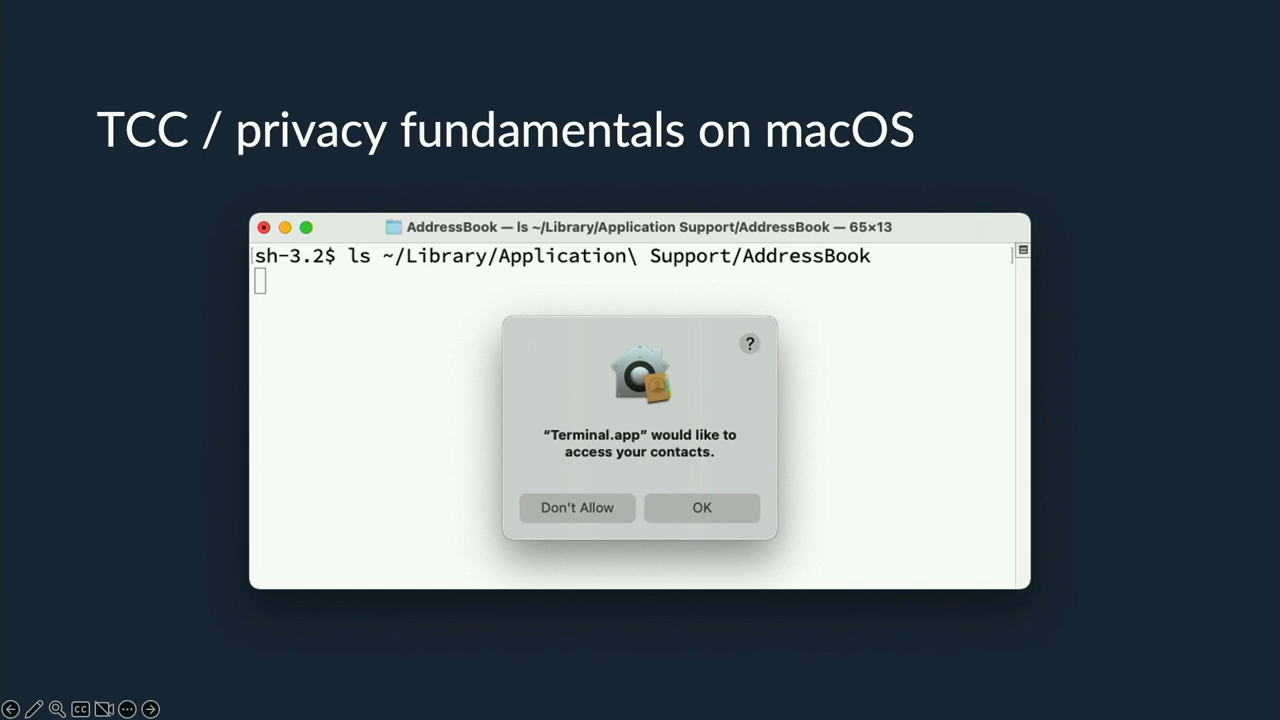 TCC / privacy fundamentals on macOS
AddressBook — ls ~/Library/Application Support/AddressBook — 65×13
sh-3.2$ ls ~/Library/Application\ Support/AddressBook
?
“Terminal.app” would like to
access your contacts.
Don’t Allow
OK
CC